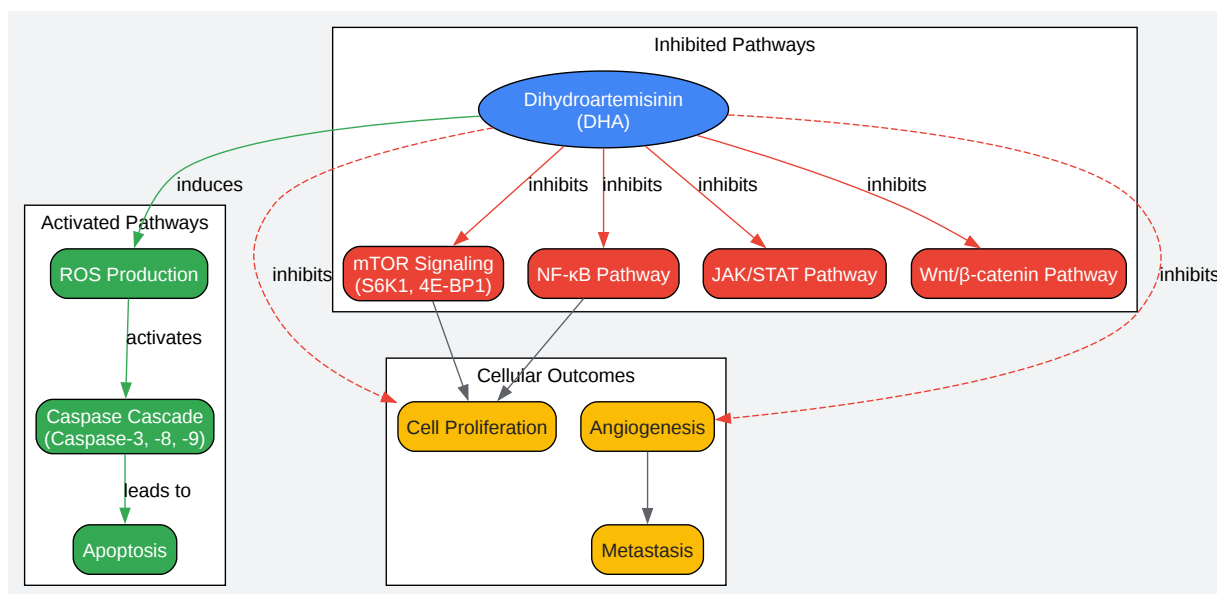 Inhibited Pathways
Dihydroartemisinin
(DHA)
induces
inhibits
inhibits
inhibits
inhibits
Activated Pathways
ROS Production
inhibits
mTOR Signaling
(S6K1, 4E-BP1)
NF-κB Pathway
JAK/STAT Pathway
Wnt/β-catenin Pathway
inhibits
activates
Cellular Outcomes
Caspase Cascade
(Caspase-3, -8, -9)
Cell Proliferation
Angiogenesis
leads to
Apoptosis
Metastasis